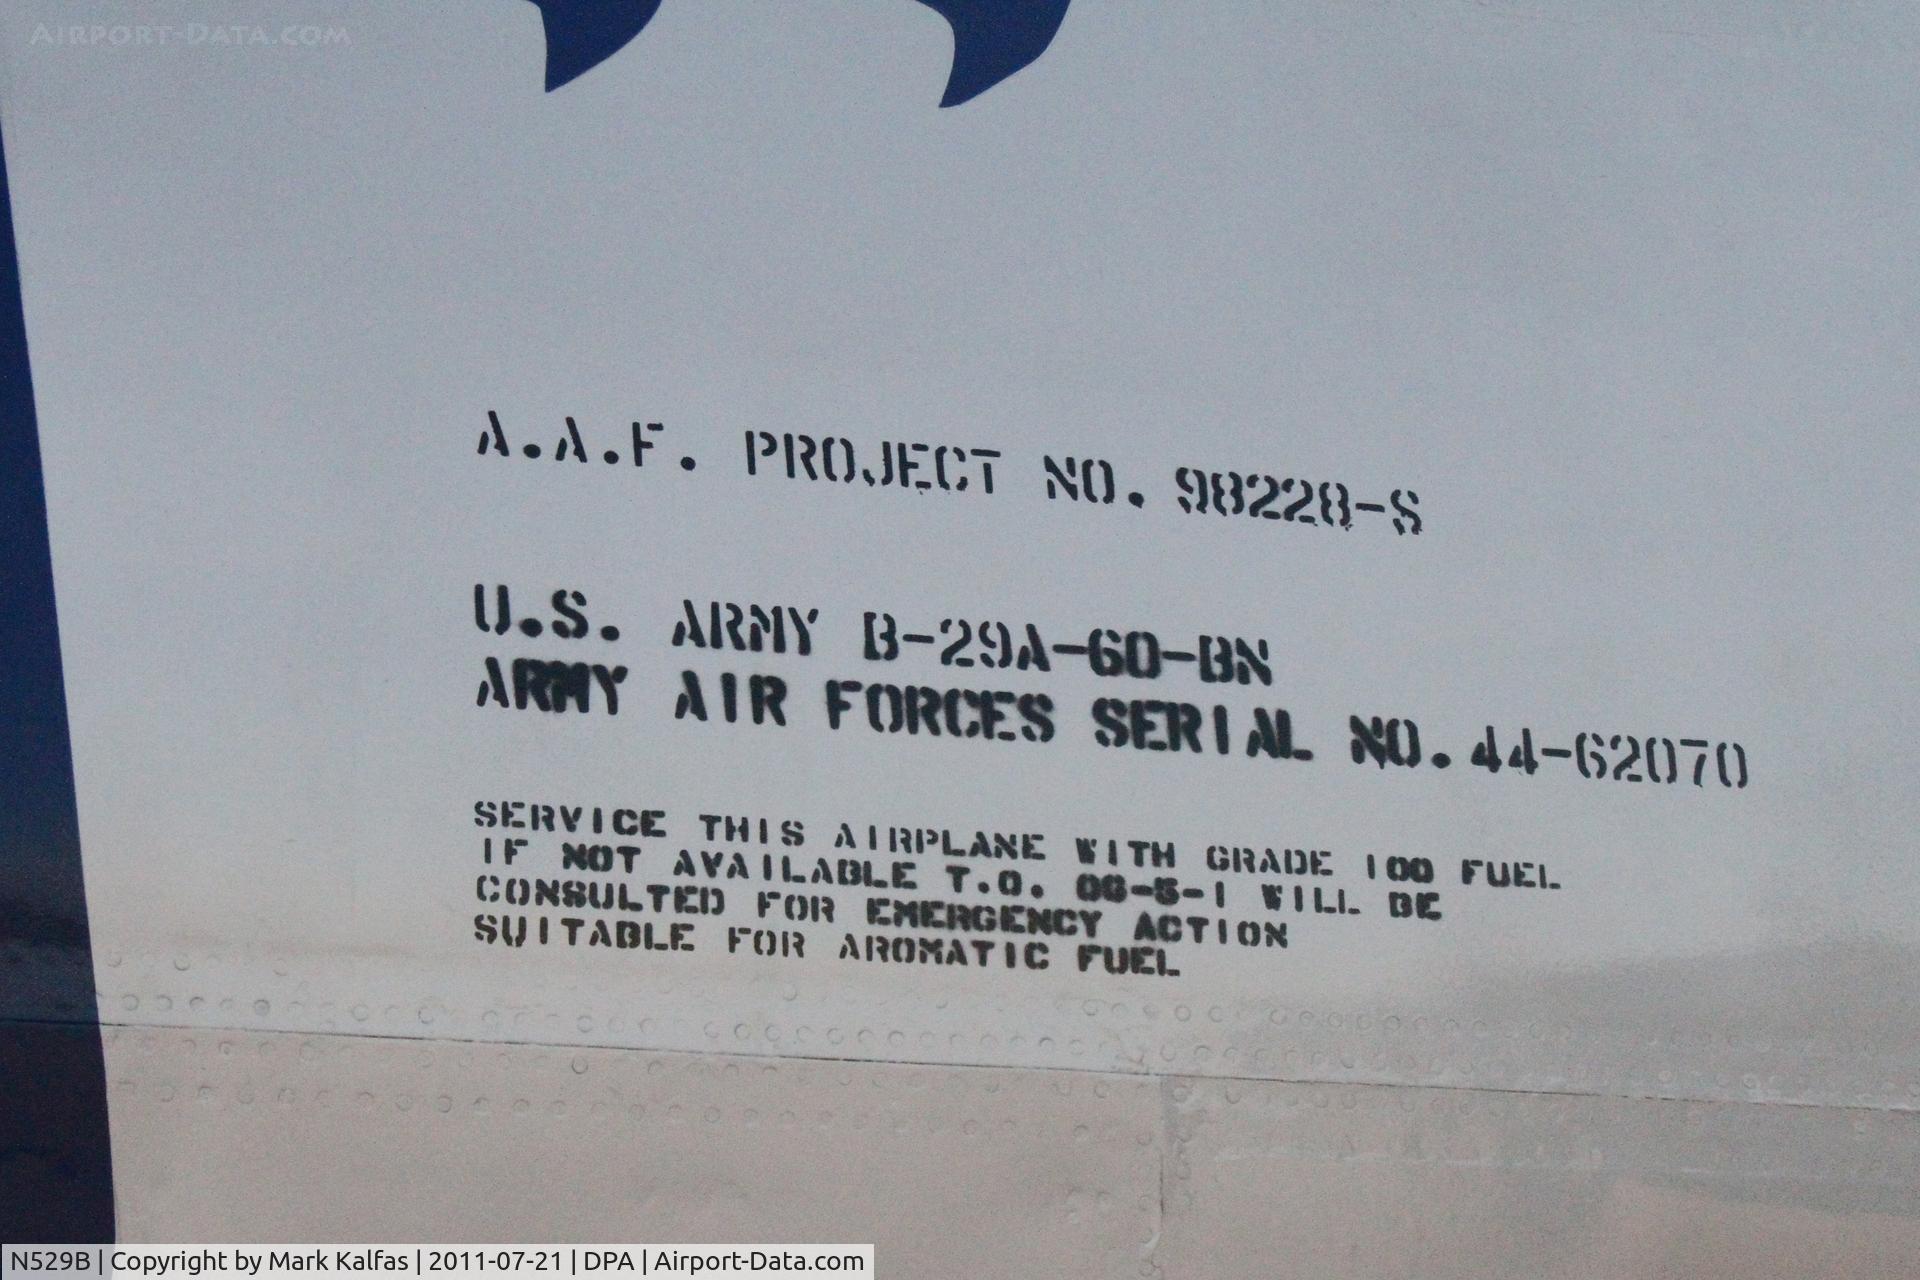 AIRPORT-DATA.COM
A.A.F. PROJECT NO. 98228-S
U.S. ARMY B-29A-60-BN
ARMY AIR FORCES SERIAL NO. 44-62070
SERVICE THIS AIRPLANE WITH GRADE 100 FUEL
IF NOT AVAILABLE T.O. 06-5-1 WILL BE
CONSULTED FOR EMERGENCY ACTION
SUITABLE FOR AROMATIC FUEL
N529B | Copyright by Mark Kalfas | 2011-07-21 | DPA | Airport-Data.com